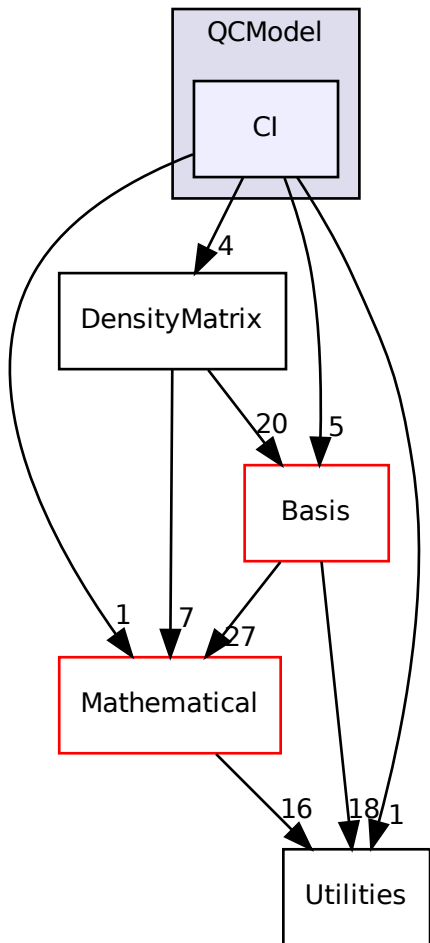 QCModel
CI
4
DensityMatrix
20
5
Basis
1
7
27
Mathematical
16
18
1
Utilities